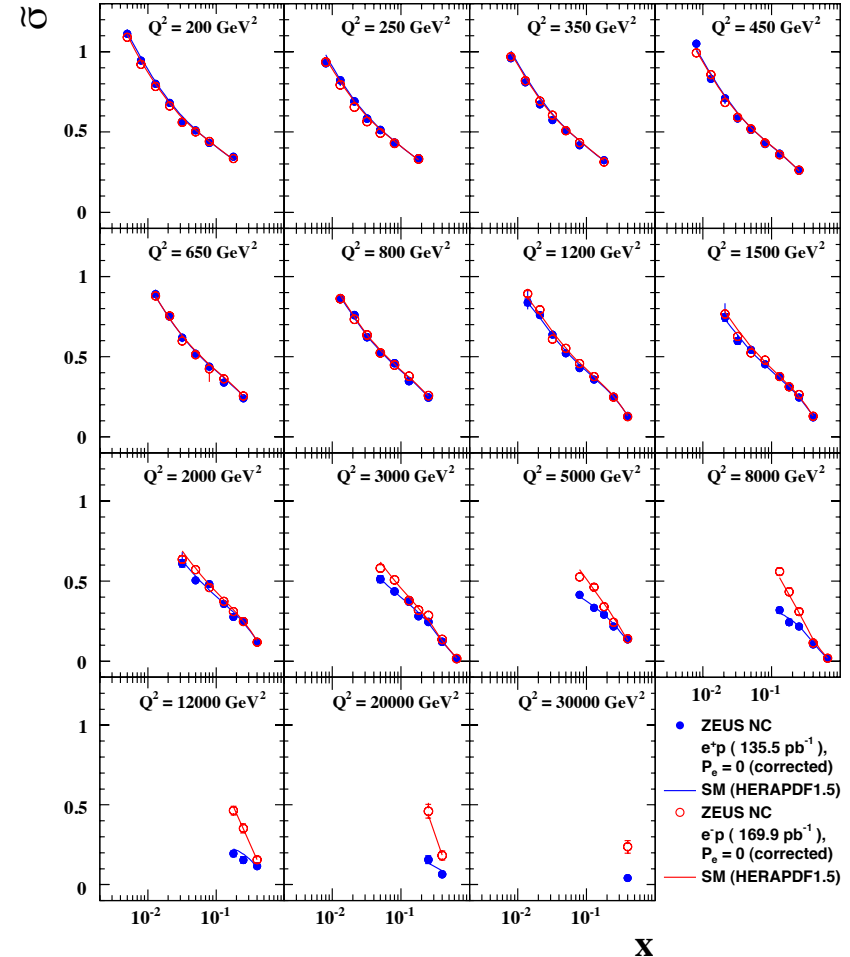 σ̃
Q² = 200 GeV²
Q² = 250 GeV²
Q² = 350 GeV²
Q² = 450 GeV²
1
0.5
0
Q² = 650 GeV²
Q² = 800 GeV²
Q² = 1200 GeV²
Q² = 1500 GeV²
1
0.5
0
Q² = 2000 GeV²
Q² = 3000 GeV²
Q² = 5000 GeV²
Q² = 8000 GeV²
1
0.5
0
10⁻² 10⁻¹
Q² = 12000 GeV²
Q² = 20000 GeV²
Q² = 30000 GeV²
1
0.5
0
10⁻² 10⁻¹
10⁻² 10⁻¹
10⁻² 10⁻¹
ZEUS NC
e⁺p ( 135.5 pb⁻¹ ),
Pₑ = 0 (corrected)
SM (HERAPDF1.5)
ZEUS NC
e⁻p ( 169.9 pb⁻¹ ),
Pₑ = 0 (corrected)
SM (HERAPDF1.5)
x